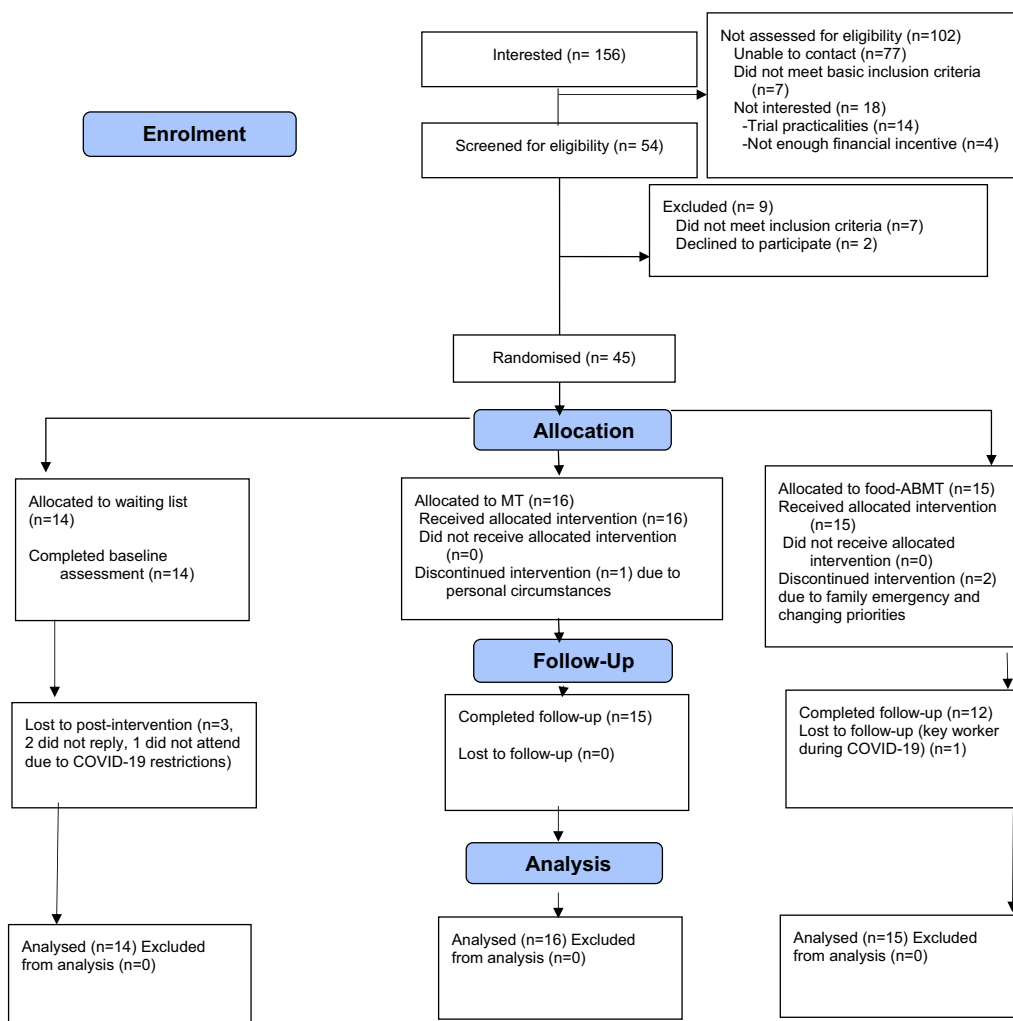 Interested (n= 156)
Not assessed for eligibility (n=102)
Unable to contact (n=77)
Did not meet basic inclusion criteria
(n=7)
Not interested (n= 18)
-Trial practicalities (n=14)
-Not enough financial incentive (n=4)
Enrolment
Screened for eligibility (n= 54)
Excluded (n= 9)
Did not meet inclusion criteria (n=7)
Declined to participate (n= 2)
Randomised (n= 45)
Allocation
Allocated to waiting list
(n=14)
Completed baseline
assessment (n=14)
Allocated to MT (n=16)
Received allocated intervention (n=16)
Did not receive allocated intervention
(n=0)
Discontinued intervention (n=1) due to
personal circumstances
Allocated to food-ABMT (n=15)
Received allocated intervention
(n=15)
Did not receive allocated
intervention (n=0)
Discontinued intervention (n=2)
due to family emergency and
changing priorities
Follow-Up
Lost to post-intervention (n=3,
2 did not reply, 1 did not attend
due to COVID-19 restrictions)
Completed follow-up (n=15)
Lost to follow-up (n=0)
Completed follow-up (n=12)
Lost to follow-up (key worker
during COVID-19) (n=1)
Analysis
Analysed (n=14) Excluded
from analysis (n=0)
Analysed (n=16) Excluded
from analysis (n=0)
Analysed (n=15) Excluded
from analysis (n=0)